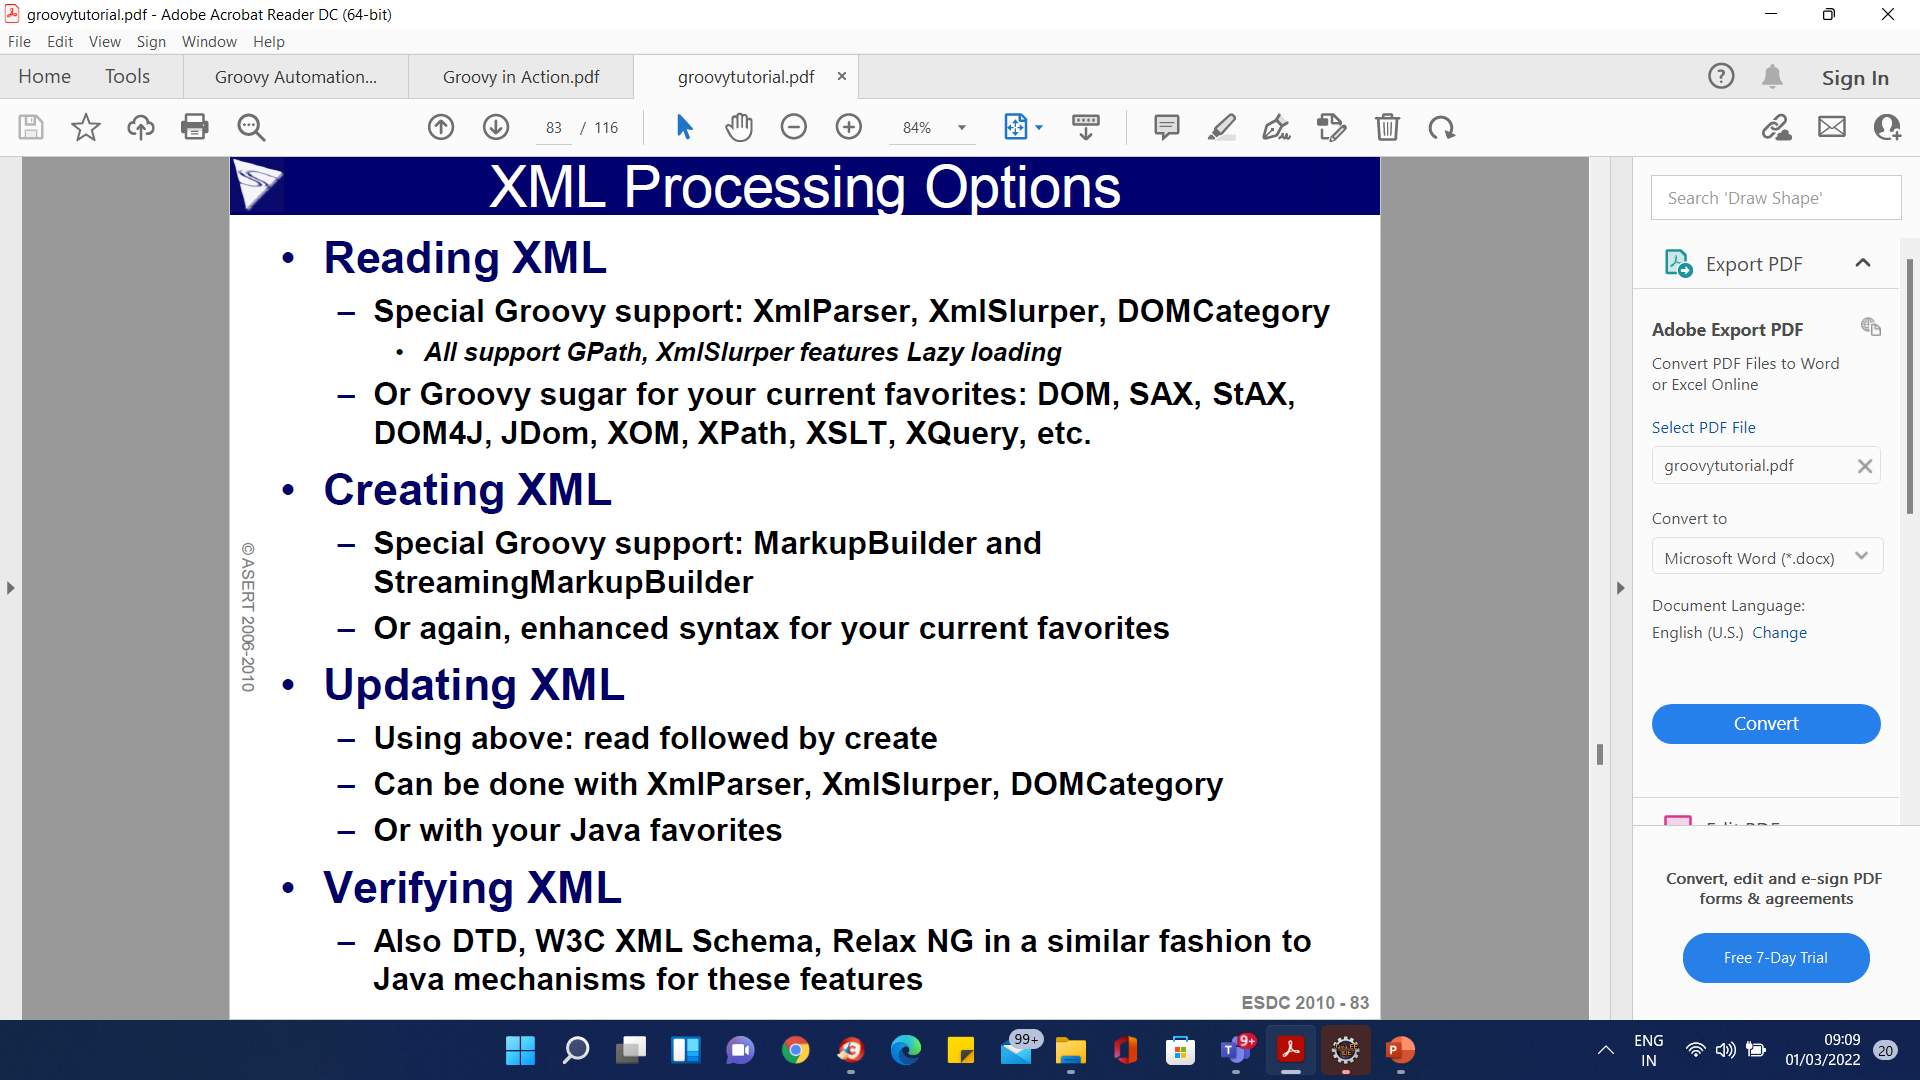 groovytutorial.pdf - Adobe Acrobat Reader DC (64-bit)
File Edit View Sign Window Help
Home Tools Groovy Automation... Groovy in Action.pdf groovytutorial.pdf × Sign In
83 / 116 84%
XML Processing Options
• Reading XML
– Special Groovy support: XmlParser, XmlSlurper, DOMCategory
• All support GPath, XmlSlurper features Lazy loading
– Or Groovy sugar for your current favorites: DOM, SAX, StAX,
DOM4J, JDom, XOM, XPath, XSLT, XQuery, etc.
• Creating XML
– Special Groovy support: MarkupBuilder and
StreamingMarkupBuilder
– Or again, enhanced syntax for your current favorites
• Updating XML
– Using above: read followed by create
– Can be done with XmlParser, XmlSlurper, DOMCategory
– Or with your Java favorites
• Verifying XML
– Also DTD, W3C XML Schema, Relax NG in a similar fashion to
Java mechanisms for these features
© ASERT 2006-2010
ESDC 2010 - 83
Search 'Draw Shape'
Export PDF
Adobe Export PDF
Convert PDF Files to Word
or Excel Online
Select PDF File
groovytutorial.pdf
Convert to
Microsoft Word (*.docx)
Document Language:
English (U.S.) Change
Convert
Convert, edit and e-sign PDF
forms & agreements
Free 7-Day Trial
99+
9+
ENG
IN
09:09
01/03/2022
20